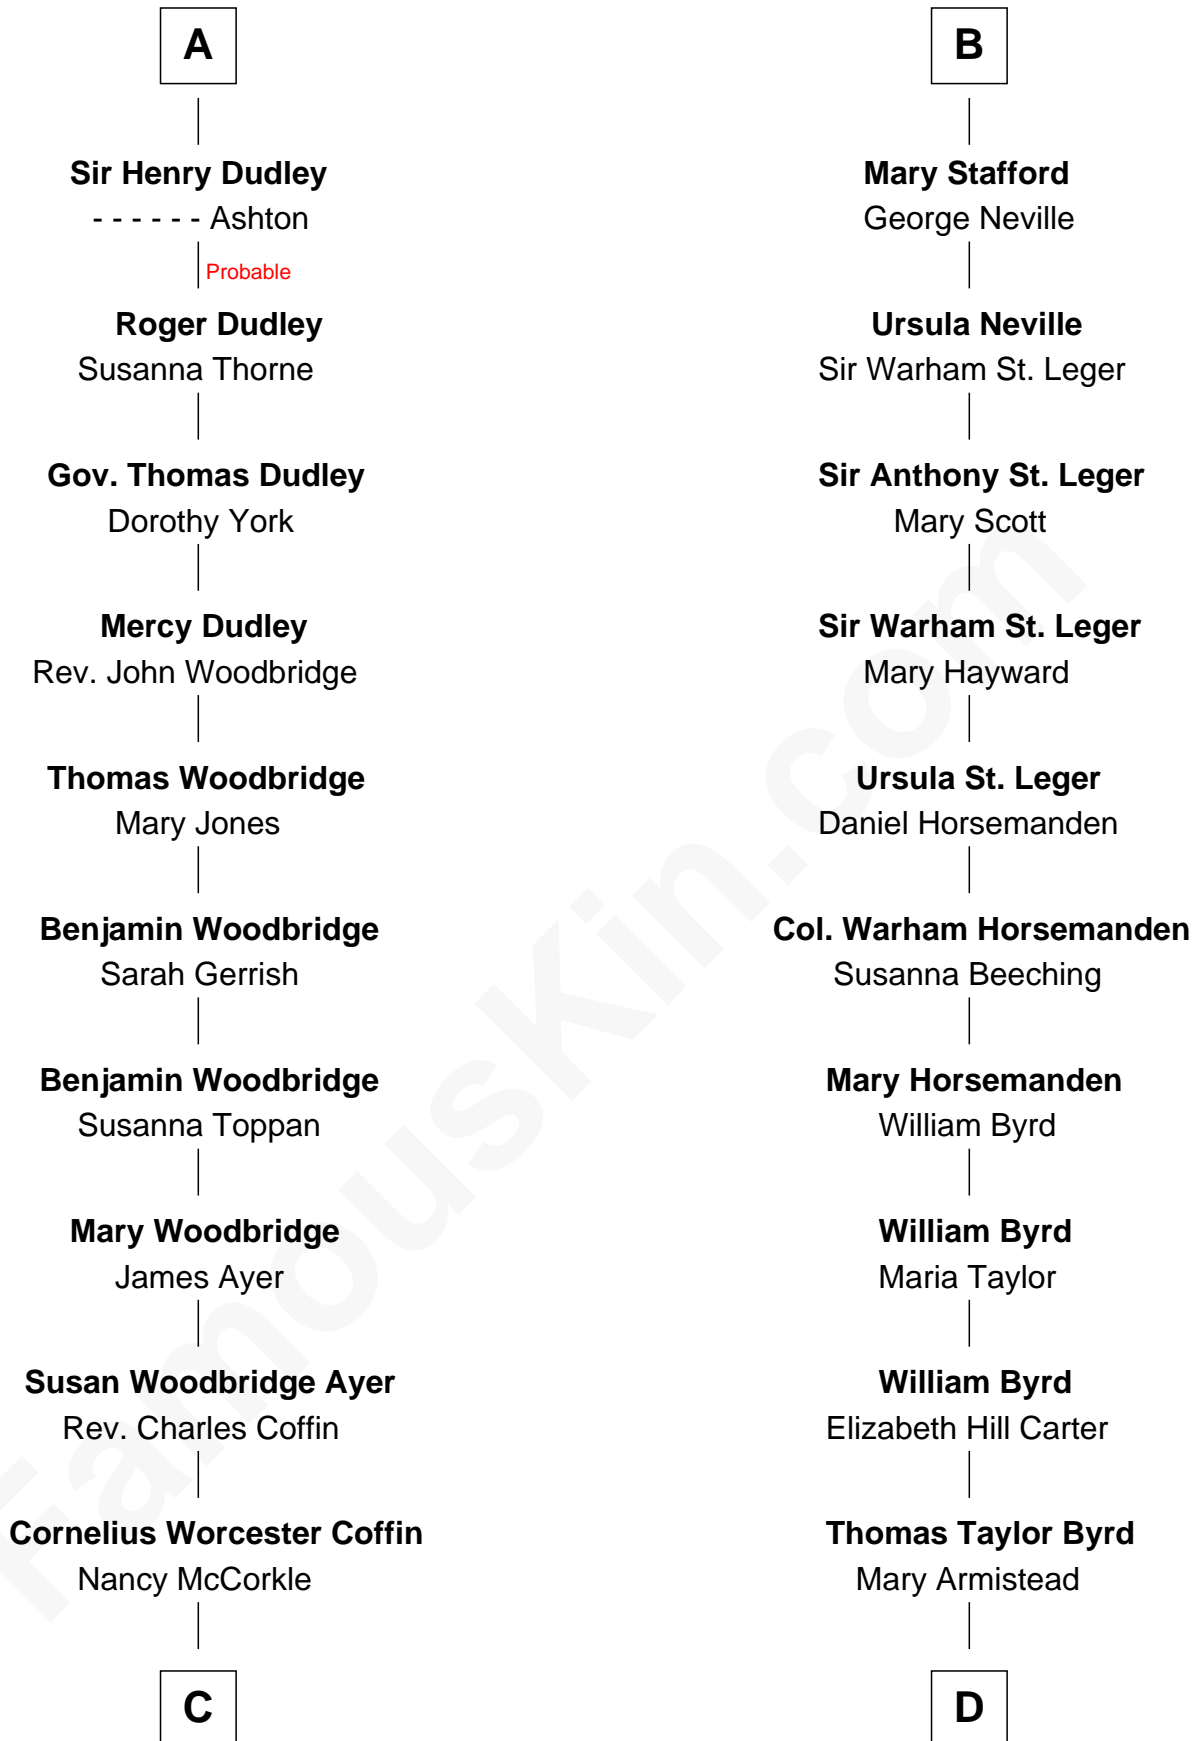 A
Sir Henry Dudley
- - - - - - Ashton
Probable
Roger Dudley
Susanna Thorne
Gov. Thomas Dudley
Dorothy York
Mercy Dudley
Rev. John Woodbridge
Thomas Woodbridge
Mary Jones
Benjamin Woodbridge
Sarah Gerrish
Benjamin Woodbridge
Susanna Toppan
Mary Woodbridge
James Ayer
Susan Woodbridge Ayer
Rev. Charles Coffin
Cornelius Worcester Coffin
Nancy McCorkle
C
B
Mary Stafford
George Neville
Ursula Neville
Sir Warham St. Leger
Sir Anthony St. Leger
Mary Scott
Sir Warham St. Leger
Mary Hayward
Ursula St. Leger
Daniel Horsemanden
Col. Warham Horsemanden
Susanna Beeching
Mary Horsemanden
William Byrd
William Byrd
Maria Taylor
William Byrd
Elizabeth Hill Carter
Thomas Taylor Byrd
Mary Armistead
D
FamousKin.com